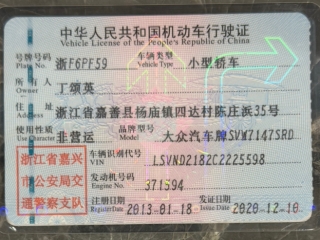 中华人民共和国机动车行驶证
Vehicle License of the People's Republic of China
号牌号码 Plate No. 浙F6PF59 车辆类型 Vehicle Type 小型轿车
所有人 Owner 丁颂英
住址 Address 浙江省嘉善县杨庙镇四达村陈庄浜35号
使用性质 Use Character 非营运 品牌型号 Model 大众汽车牌SVW7147SRD
浙江省嘉兴市公安局交通警察支队
车辆识别代号 VIN LSVND2182C2225598
发动机号码 Engine No. 371594
注册日期 Register Date 2013-01-18 发证日期 Issue Date 2020-12-10